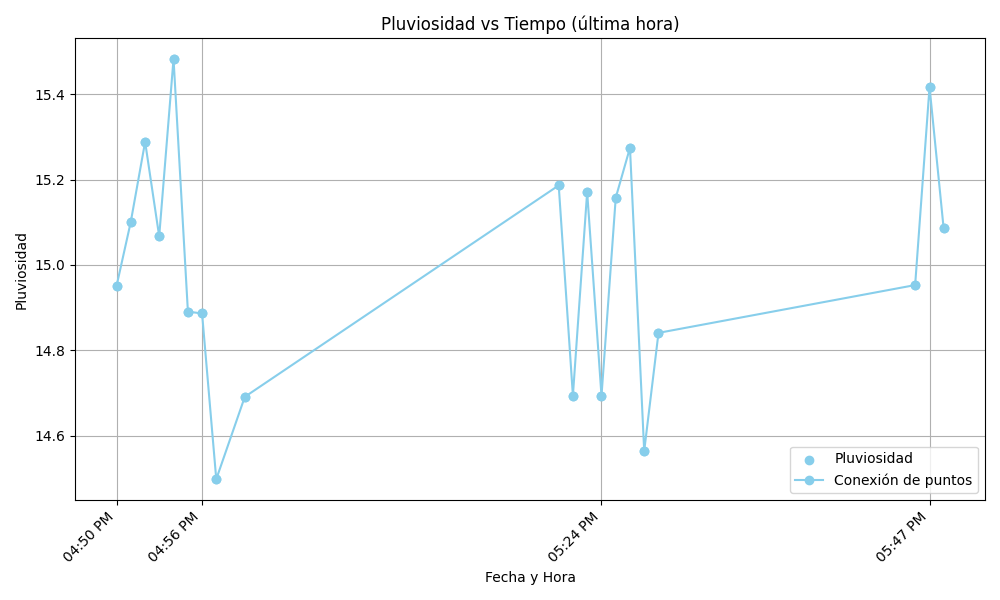 Pluviosidad vs Tiempo (última hora)
Pluviosidad
15.4
15.2
15.0
14.8
14.6
Pluviosidad
Conexión de puntos
04:50 PM
04:56 PM
05:24 PM
05:47 PM
Fecha y Hora